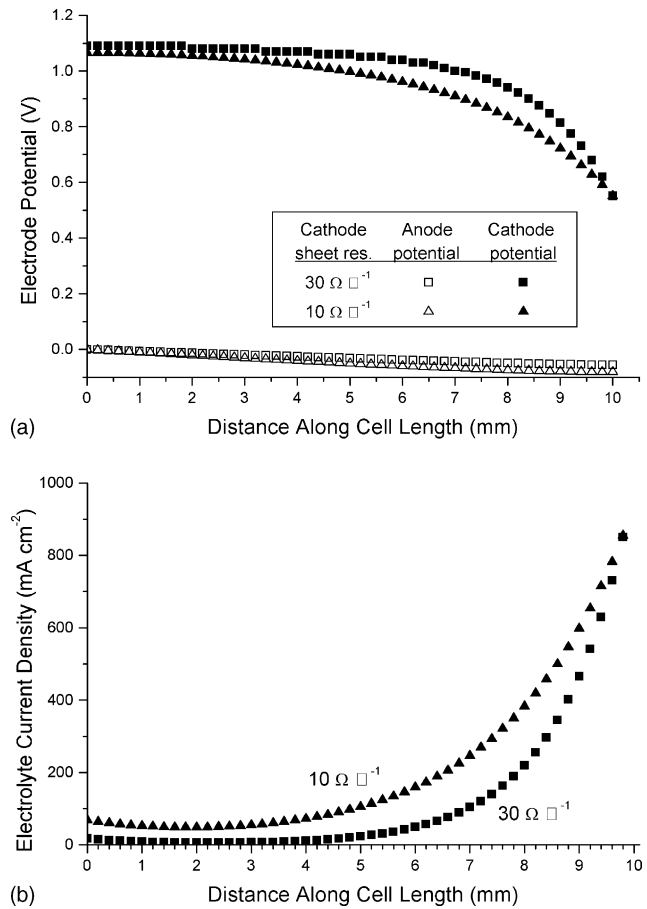 1.2
1.0
0.8
0.6
0.4
0.2
0.0
Electrode Potential (V)
Cathode Anode Cathode
sheet res. potential potential
30 Ω □⁻¹ □ ■
10 Ω □⁻¹ △ ▲
0 1 2 3 4 5 6 7 8 9 10
(a) Distance Along Cell Length (mm)
1000
800
600
400
200
0
Electrolyte Current Density (mA cm⁻²)
10 Ω □⁻¹
30 Ω □⁻¹
0 1 2 3 4 5 6 7 8 9 10
(b) Distance Along Cell Length (mm)